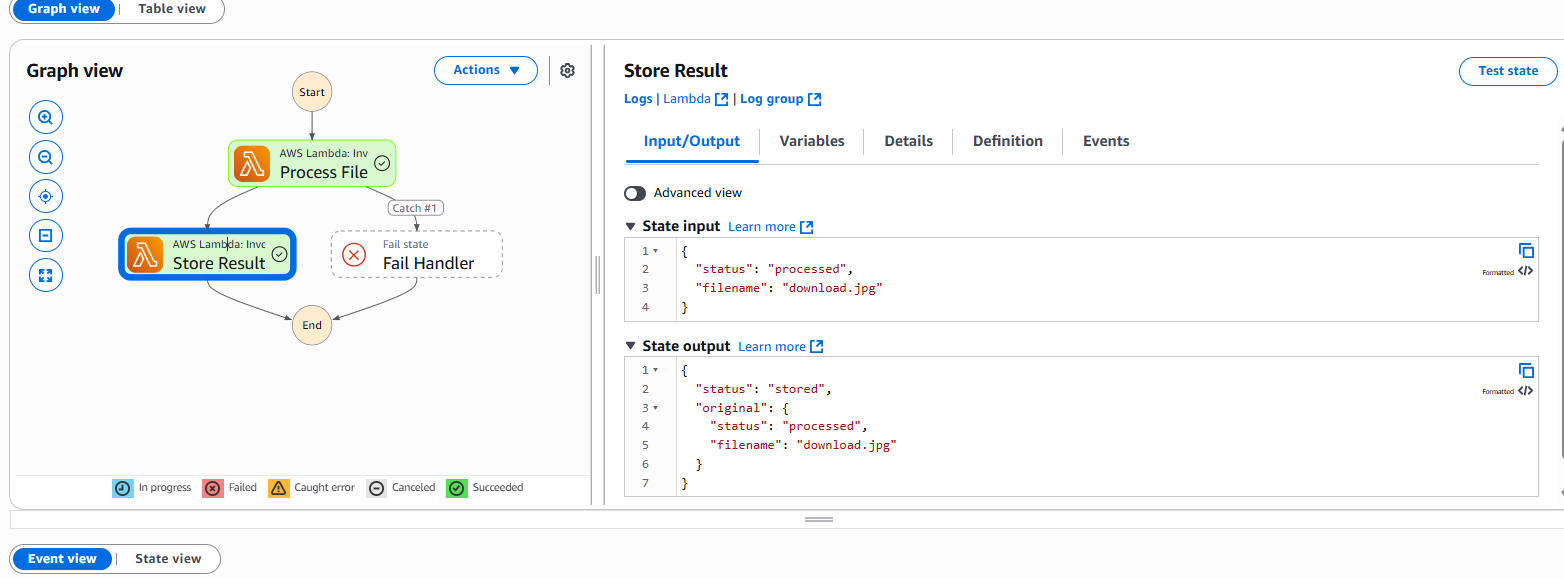 Graph view | Table view
Graph view
Actions
Start
AWS Lambda: Inv
Process File
Catch #1
AWS Lambda: Invc
Store Result
Fail state
Fail Handler
End
In progress Failed Caught error Canceled Succeeded
Store Result
Test state
Logs | Lambda | Log group
Input/Output Variables Details Definition Events
Advanced view
State input Learn more
1 {
2 "status": "processed",
3 "filename": "download.jpg"
4 }
Formatted
State output Learn more
1 {
2 "status": "stored",
3 "original": {
4 "status": "processed",
5 "filename": "download.jpg"
6 }
7 }
Formatted
Event view | State view